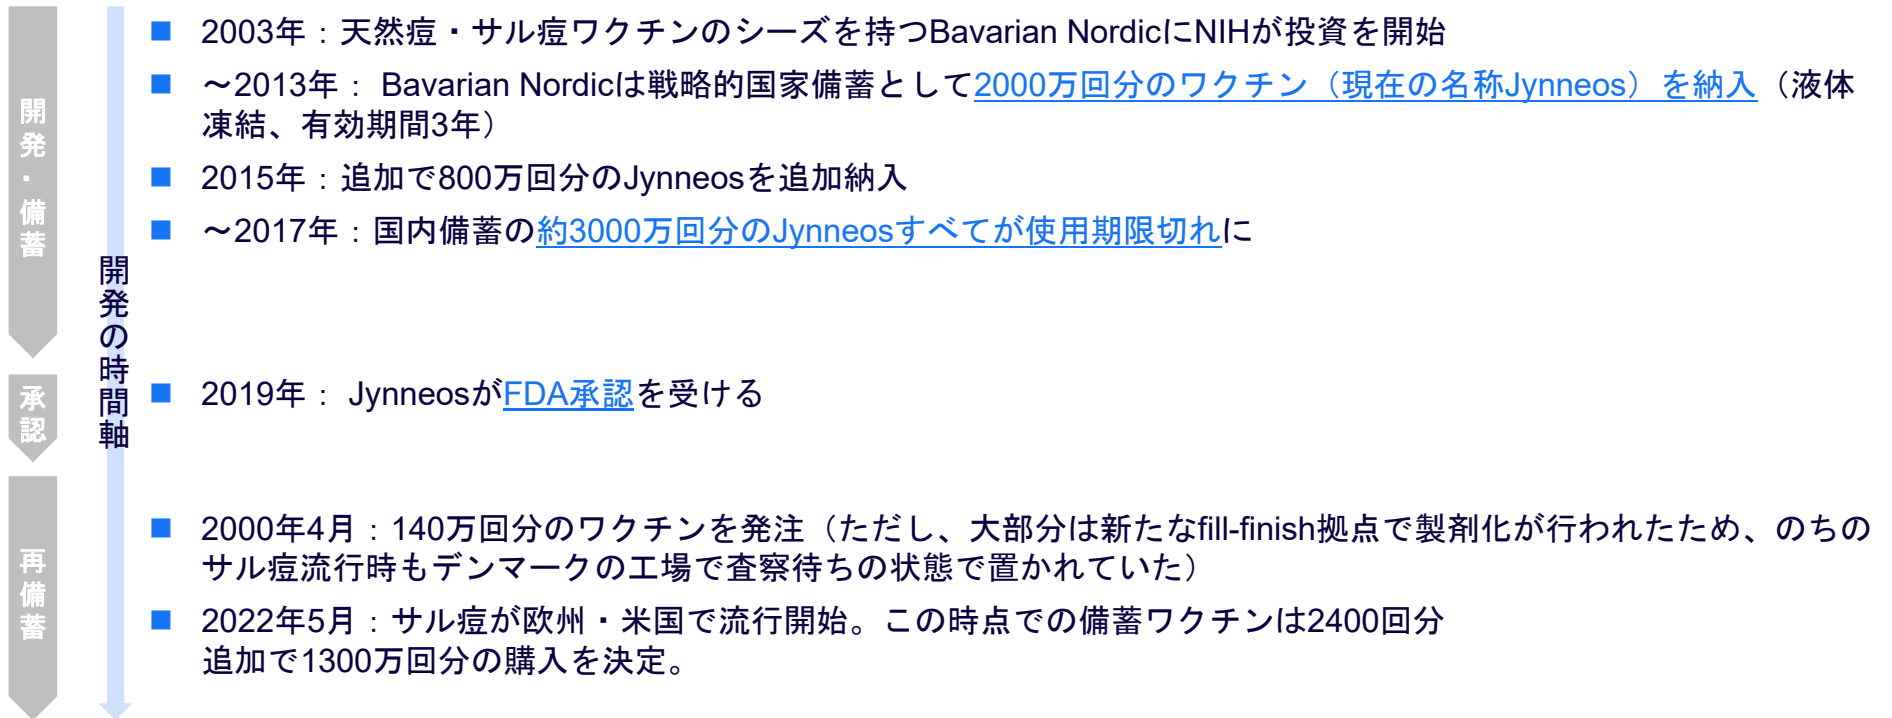 開発・備蓄
承認
再備蓄
開発の時間軸
■ 2003年：天然痘・サル痘ワクチンのシーズを持つBavarian NordicにNIHが投資を開始
■ ～2013年： Bavarian Nordicは戦略的国家備蓄として2000万回分のワクチン（現在の名称Jynneos）を納入（液体
凍結、有効期間3年）
■ 2015年：追加で800万回分のJynneosを追加納入
■ ～2017年：国内備蓄の約3000万回分のJynneosすべてが使用期限切れに
■ 2019年： JynneosがFDA承認を受ける
■ 2000年4月：140万回分のワクチンを発注（ただし、大部分は新たなfill-finish拠点で製剤化が行われたため、のちの
サル痘流行時もデンマークの工場で査察待ちの状態で置かれていた）
■ 2022年5月：サル痘が欧州・米国で流行開始。この時点での備蓄ワクチンは2400回分
追加で1300万回分の購入を決定。